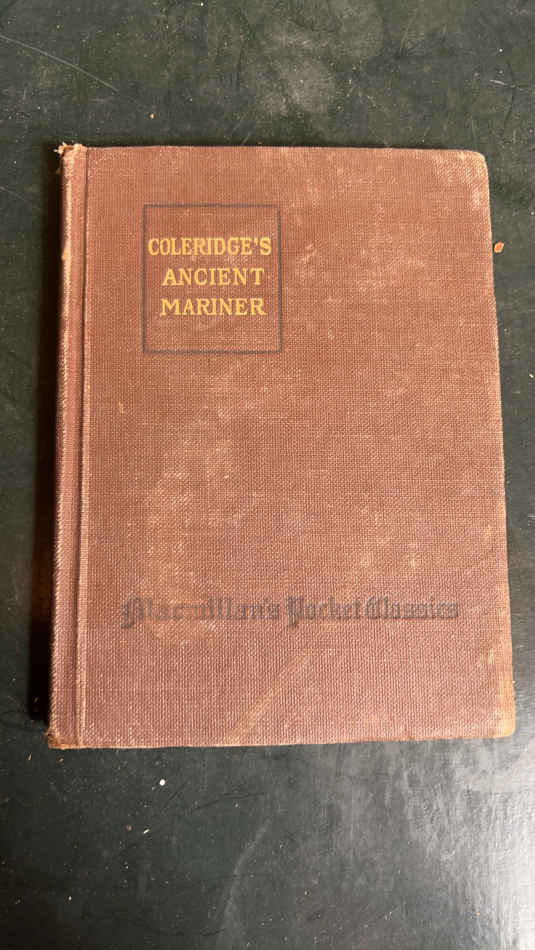 COLERIDGE'S
ANCIENT
MARINER
Macmillan's Pocket Classics